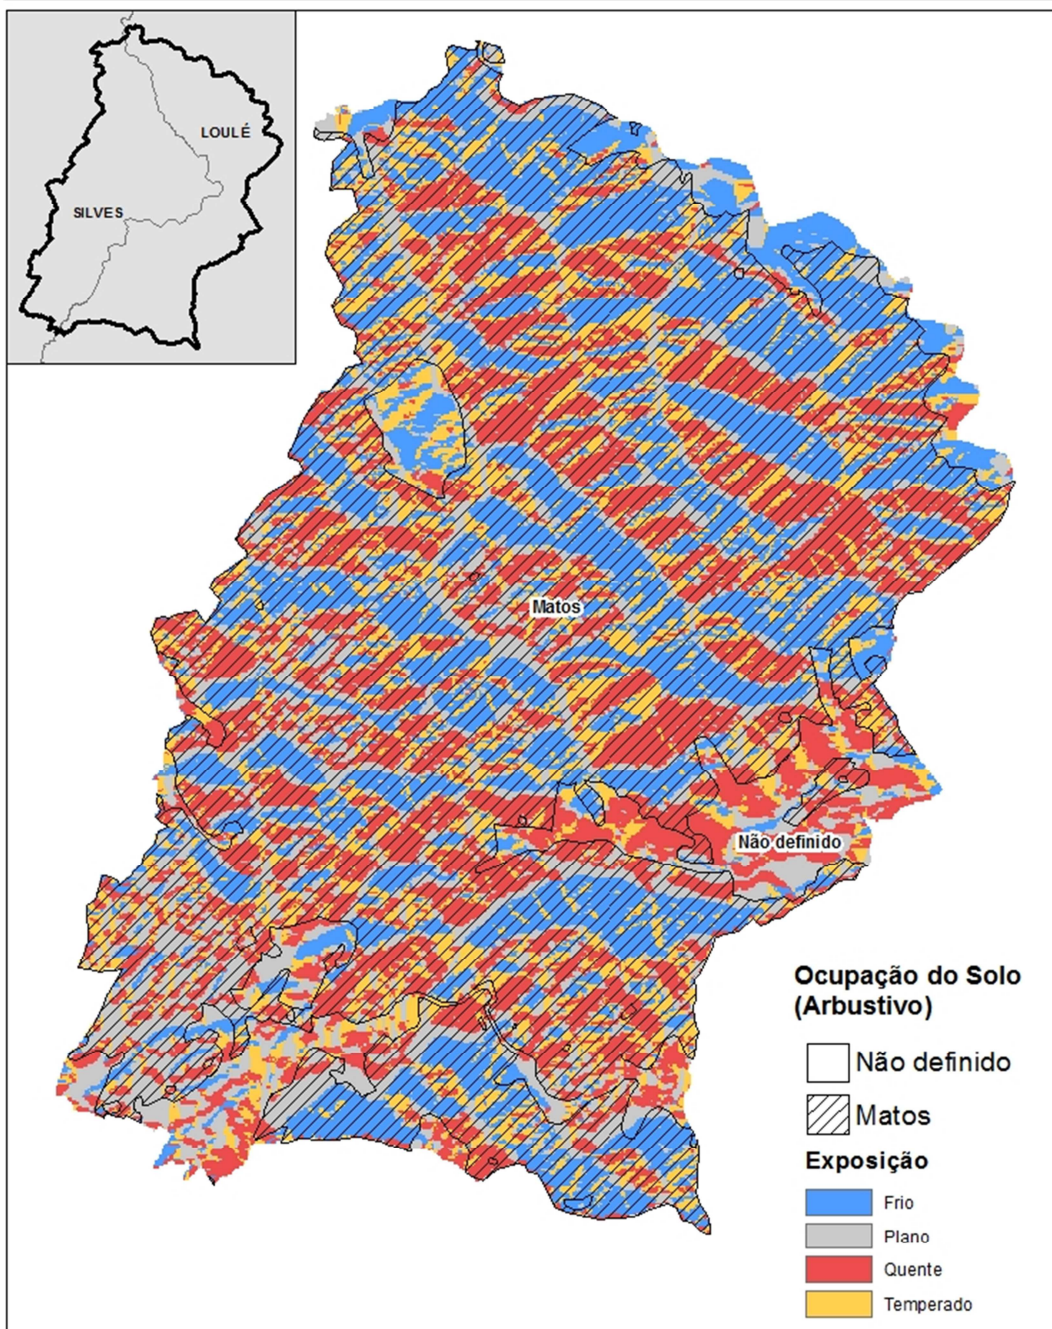 LOULÉ
SILVES
Matos
Não definido
Ocupação do Solo
(Arbustivo)
Não definido
Matos
Exposição
Frio
Plano
Quente
Temperado